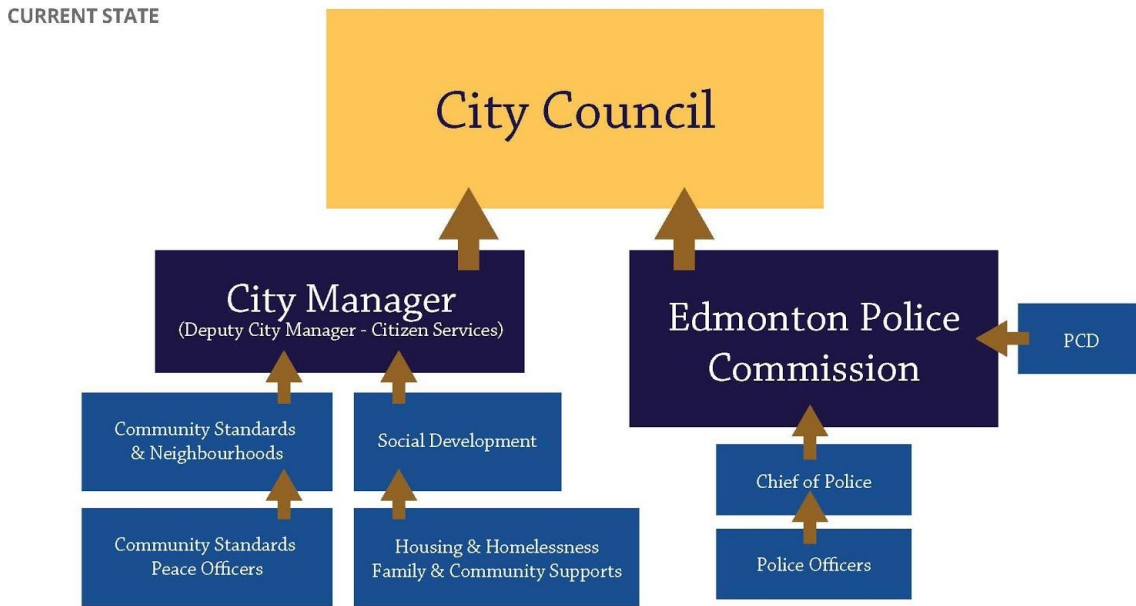 CURRENT STATE
City Council
City Manager
(Deputy City Manager - Citizen Services)
Edmonton Police
Commission
PCD
Community Standards
& Neighbourhoods
Social Development
Chief of Police
Community Standards
Peace Officers
Housing & Homelessness
Family & Community Supports
Police Officers